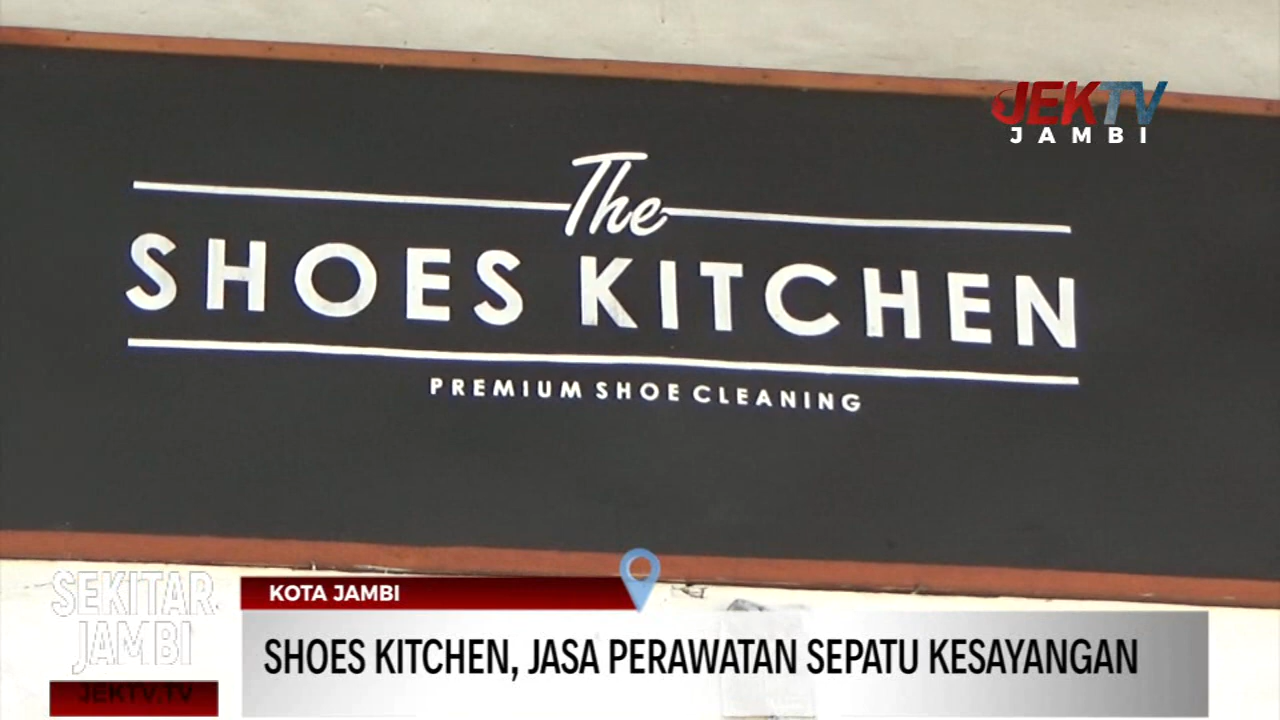 JEKTV
JAMBI
The
SHOES KITCHEN
PREMIUM SHOE CLEANING
KOTA JAMBI
SEKITAR
JAMBI
SHOES KITCHEN, JASA PERAWATAN SEPATU KESAYANGAN
JEKTV.TV